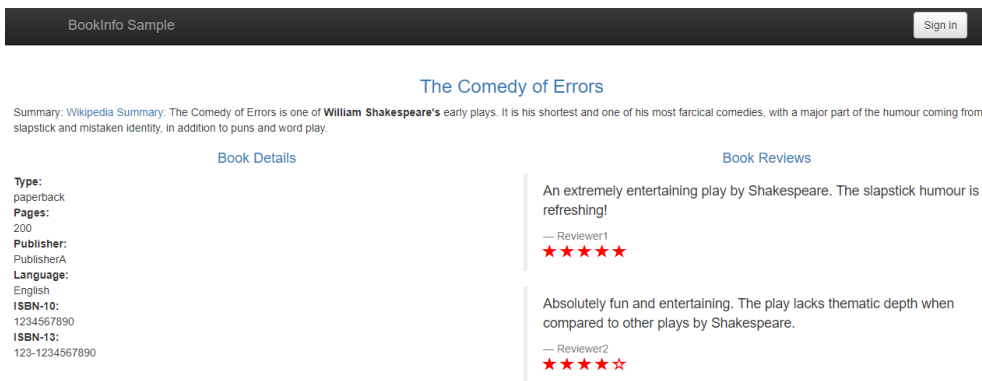 BookInfo Sample
Sign in
The Comedy of Errors
Summary: Wikipedia Summary: The Comedy of Errors is one of William Shakespeare's early plays. It is his shortest and one of his most farcical comedies, with a major part of the humour coming from
slapstick and mistaken identity, in addition to puns and word play.
Book Details
Type:
paperback
Pages:
200
Publisher:
PublisherA
Language:
English
ISBN-10:
1234567890
ISBN-13:
123-1234567890
Book Reviews
An extremely entertaining play by Shakespeare. The slapstick humour is
refreshing!
— Reviewer1
★★★★★
Absolutely fun and entertaining. The play lacks thematic depth when
compared to other plays by Shakespeare.
— Reviewer2
★★★★☆